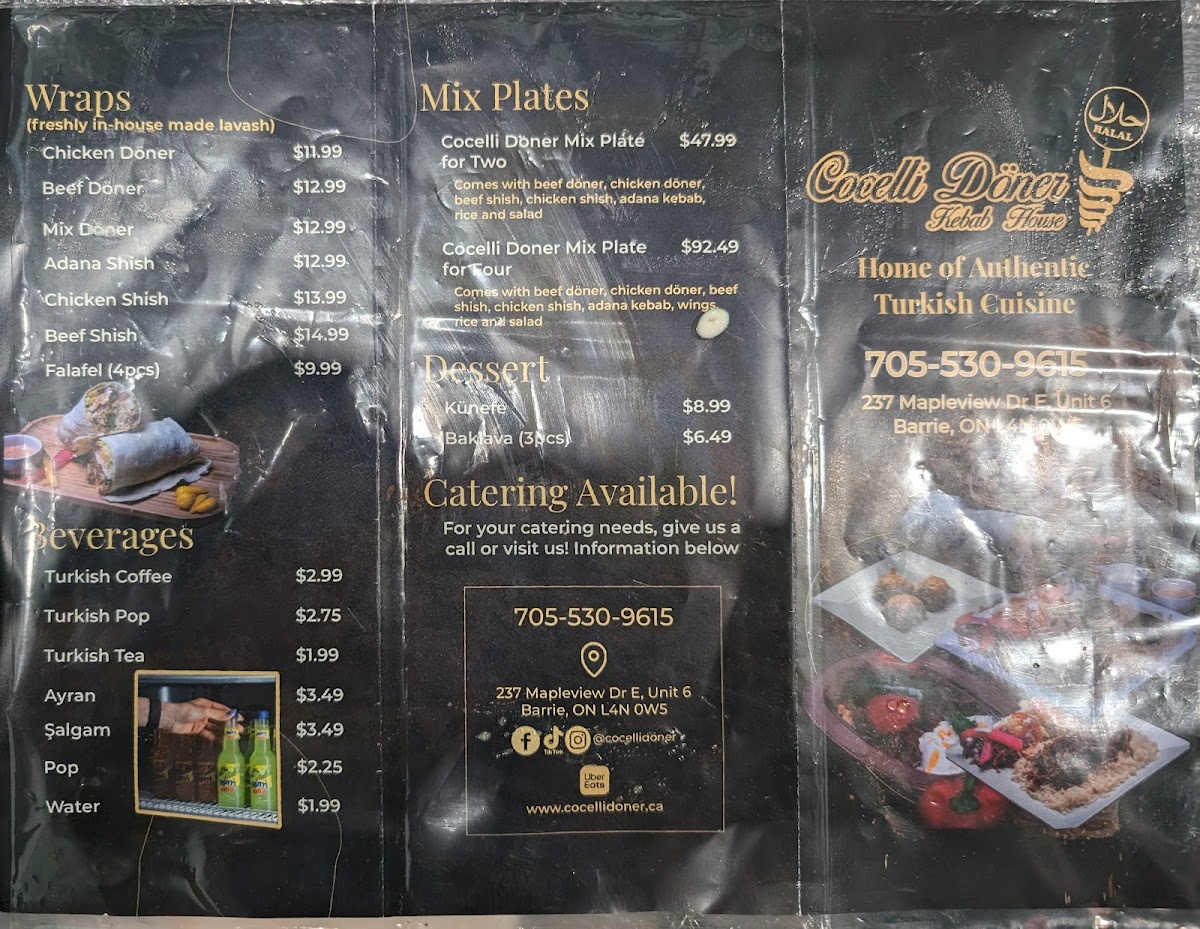 Wraps
(freshly in-house made lavash)
Chicken Döner $11.99
Beef Döner $12.99
Mix Döner $12.99
Adana Shish $12.99
Chicken Shish $13.99
Beef Shish $14.99
Falafel (4pcs) $9.99
Beverages
Turkish Coffee $2.99
Turkish Pop $2.75
Turkish Tea $1.99
Ayran $3.49
Şalgam $3.49
Pop $2.25
Water $1.99
Mix Plates
Cocelli Döner Mix Plate $47.99
for Two
Comes with beef döner, chicken döner,
beef shish, chicken shish, adana kebab,
rice and salad
Cocelli Doner Mix Plate $92.49
for Four
Comes with beef döner, chicken döner, beef
shish, chicken shish, adana kebab, wings,
rice and salad
Dessert
Künefe $8.99
Baklava (3pcs) $6.49
Catering Available!
For your catering needs, give us a
call or visit us! Information below
705-530-9615
237 Mapleview Dr E, Unit 6
Barrie, ON L4N 0W5
TikTok @cocellidoner
Uber
Eats
www.cocellidoner.ca
حلال
HALAL
Cocelli Döner
Kebab House
Home of Authentic
Turkish Cuisine
705-530-9615
237 Mapleview Dr E, Unit 6
Barrie, ON L4N